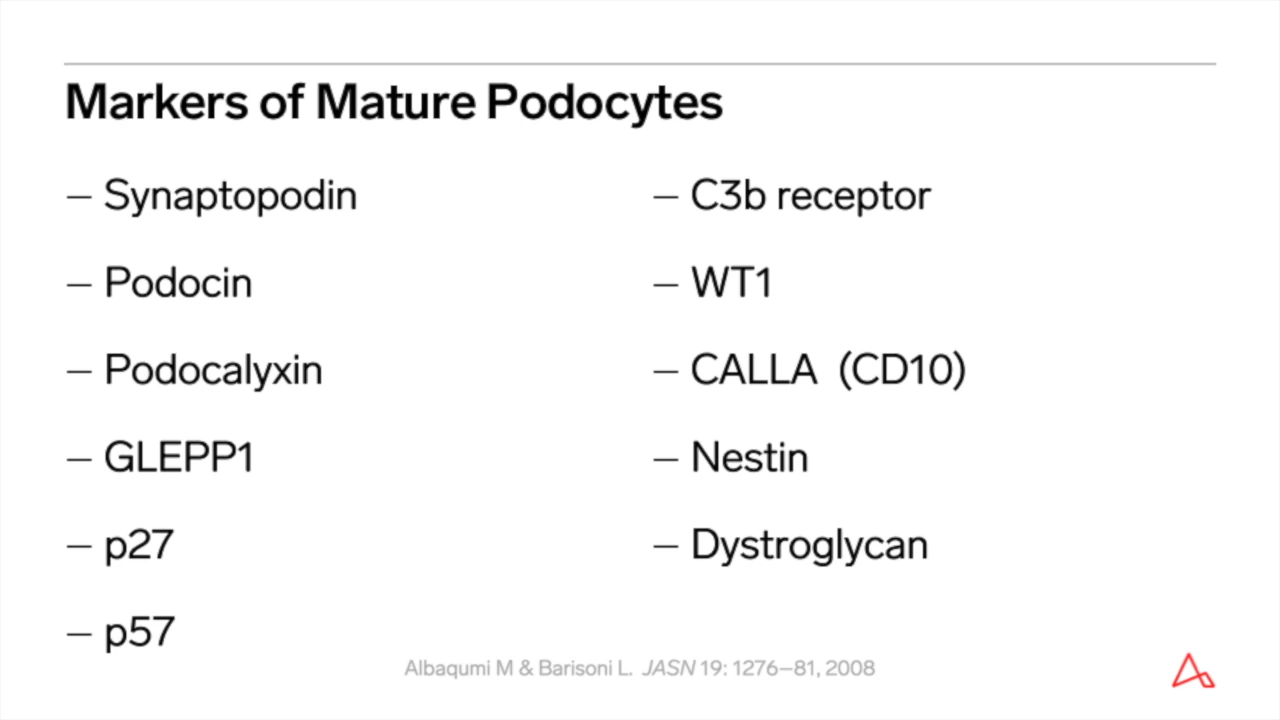 Markers of Mature Podocytes
– Synaptopodin
– Podocin
– Podocalyxin
– GLEPP1
– p27
– p57
– C3b receptor
– WT1
– CALLA (CD10)
– Nestin
– Dystroglycan
Albaqumi M & Barisoni L. JASN 19: 1276–81, 2008